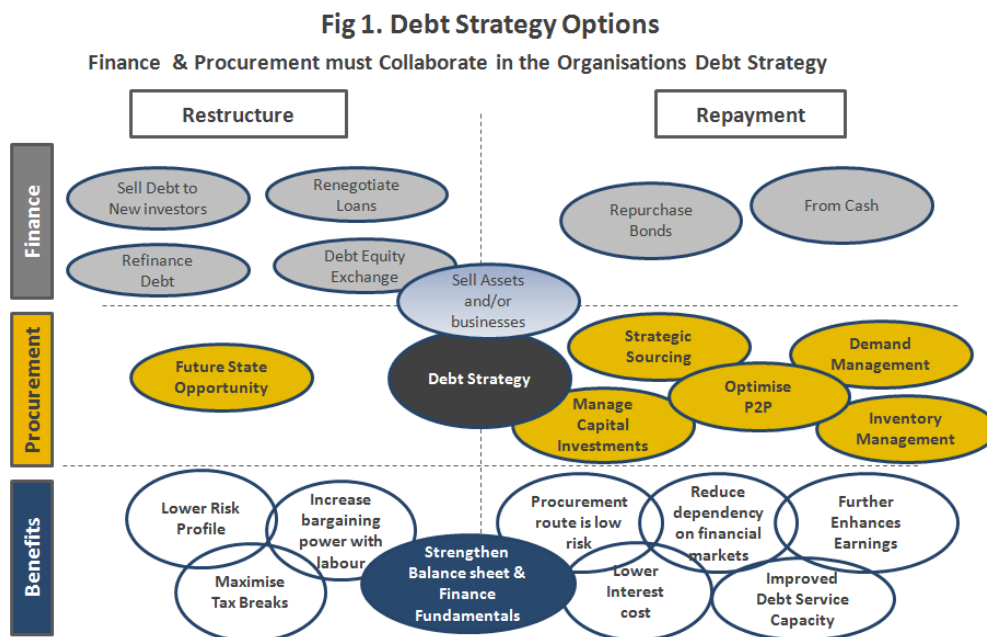 Fig 1. Debt Strategy Options
Finance & Procurement must Collaborate in the Organisations Debt Strategy
Restructure
Repayment
Finance
Sell Debt to
New investors
Renegotiate
Loans
Refinance
Debt
Debt Equity
Exchange
Sell Assets
and/or
businesses
Repurchase
Bonds
From Cash
Procurement
Future State
Opportunity
Debt Strategy
Strategic
Sourcing
Demand
Management
Optimise
P2P
Manage
Capital
Investments
Inventory
Management
Benefits
Lower Risk
Profile
Increase
bargaining
power with
labour
Maximise
Tax Breaks
Strengthen
Balance sheet &
Finance
Fundamentals
Procurement
route is low
risk
Reduce
dependency
on financial
markets
Further
Enhances
Earnings
Lower
Interest
cost
Improved
Debt Service
Capacity